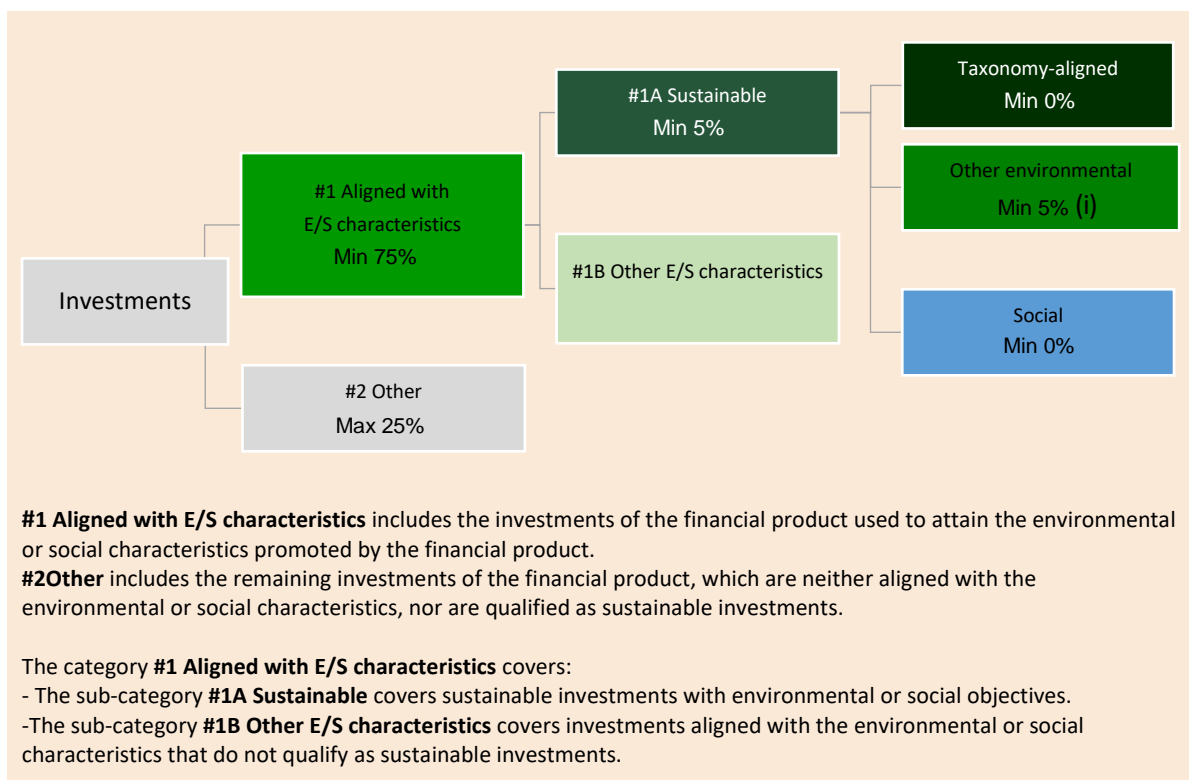 Investments
#1 Aligned with
E/S characteristics
Min 75%
#2 Other
Max 25%
#1A Sustainable
Min 5%
#1B Other E/S characteristics
Taxonomy-aligned
Min 0%
Other environmental
Min 5% (i)
Social
Min 0%
#1 Aligned with E/S characteristics includes the investments of the financial product used to attain the environmental
or social characteristics promoted by the financial product.
#2Other includes the remaining investments of the financial product, which are neither aligned with the
environmental or social characteristics, nor are qualified as sustainable investments.
The category #1 Aligned with E/S characteristics covers:
- The sub-category #1A Sustainable covers sustainable investments with environmental or social objectives.
-The sub-category #1B Other E/S characteristics covers investments aligned with the environmental or social
characteristics that do not qualify as sustainable investments.